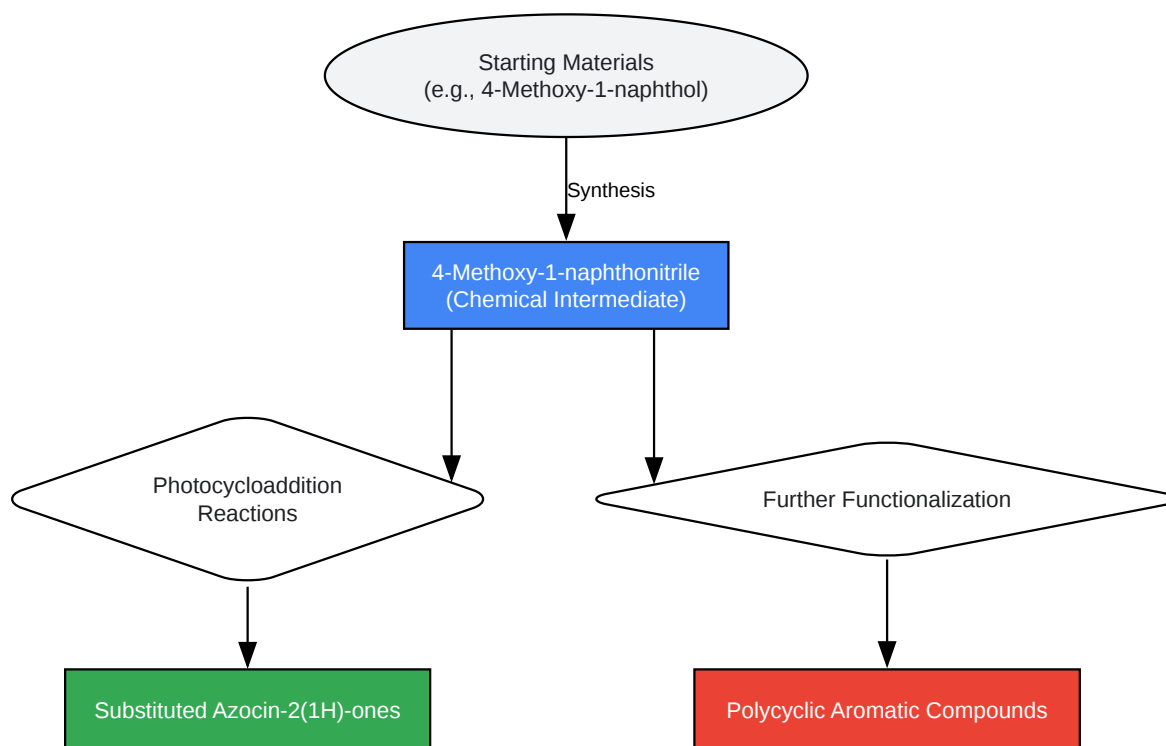 Starting Materials
(e.g., 4-Methoxy-1-naphthol)
Synthesis
4-Methoxy-1-naphthonitrile
(Chemical Intermediate)
Photocycloaddition
Reactions
Further Functionalization
Substituted Azocin-2(1H)-ones
Polycyclic Aromatic Compounds